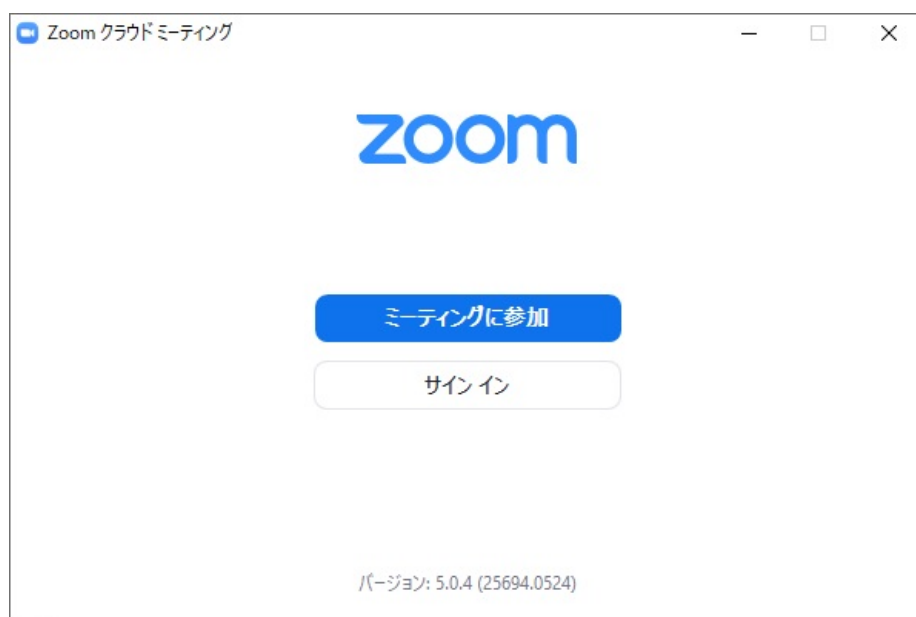 Zoom クラウド ミーティング
zoom
ミーティングに参加
サイン イン
バージョン: 5.0.4 (25694.0524)